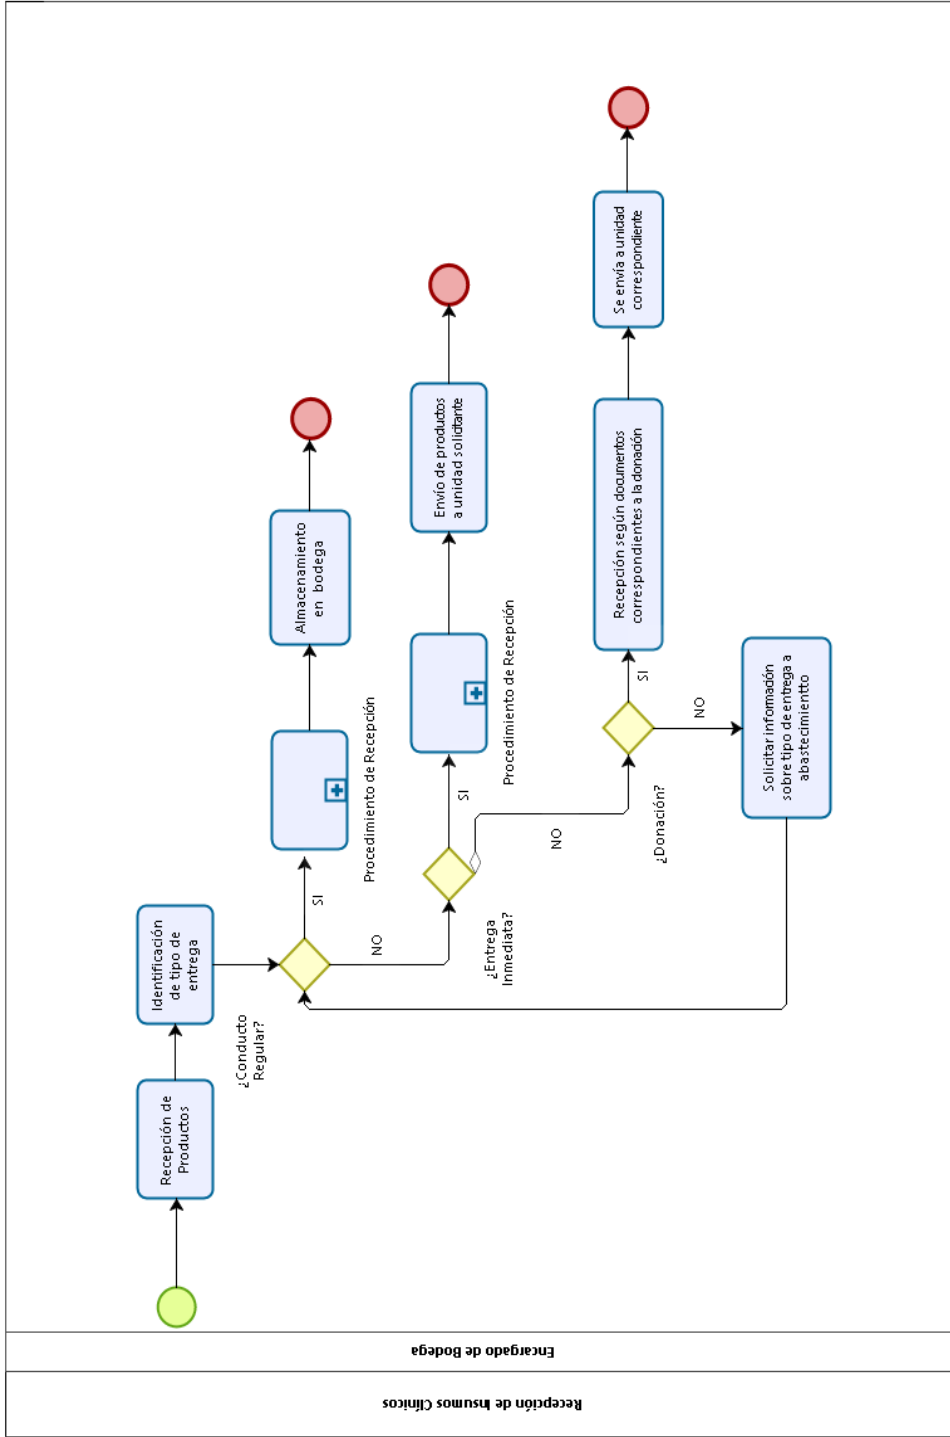 Recepción de Insumos Clínicos
Encargado de Bodega
Recepción de
Productos
Identificación
de tipo de
entrega
¿Conducto
Regular?
SI
Procedimiento de Recepción
Almacenamiento
en bodega
NO
¿Entrega
Inmediata?
SI
Procedimiento de Recepción
Envío de productos
a unidad solicitante
NO
¿Donación?
SI
Recepción según documentos
correspondientes a la donación
Se envía a unidad
correspondiente
NO
Solicitar información
sobre tipo de entrega a
abastecimientto